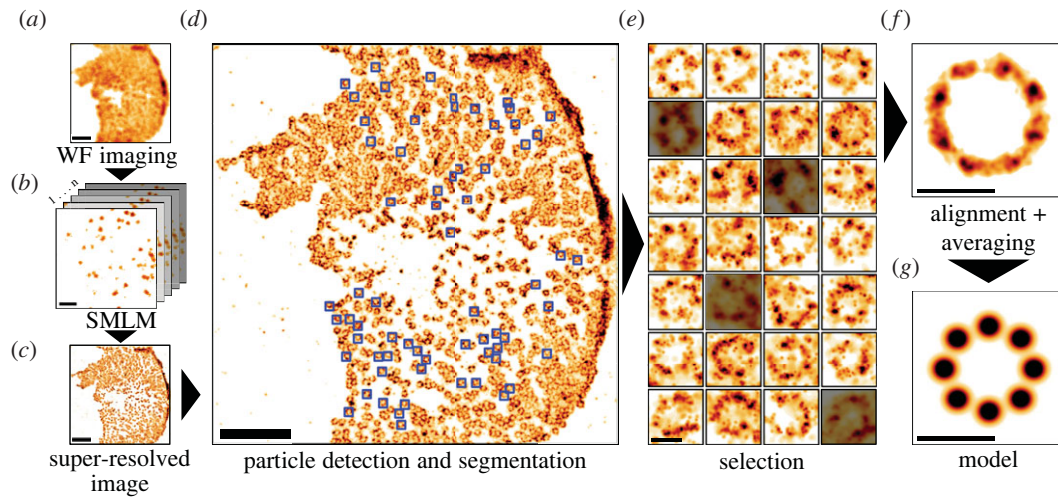 (a)
WF imaging
(b)
1 ... n
SMLM
(c)
super-resolved
image
(d)
particle detection and segmentation
(e)
selection
(f)
alignment +
averaging
(g)
model